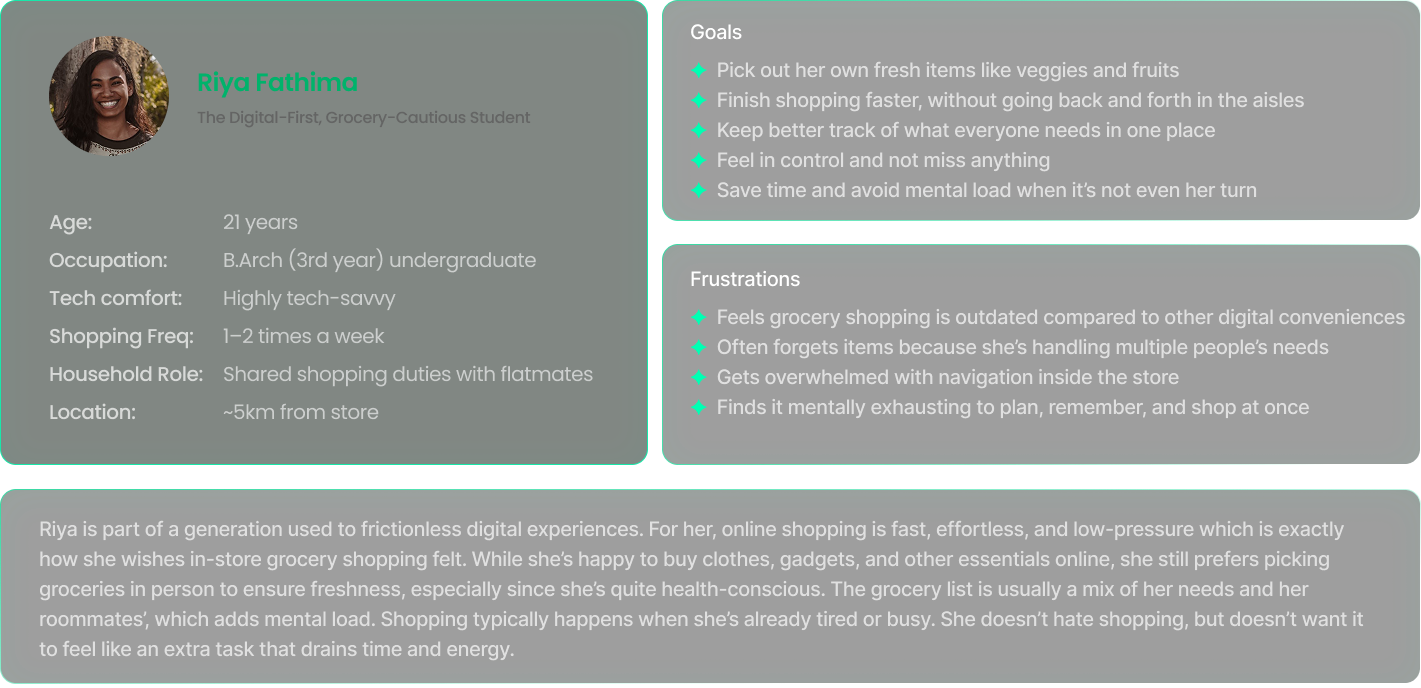 Riya Fathima
The Digital-First, Grocery-Cautious Student
Age: 21 years
Occupation: B.Arch (3rd year) undergraduate
Tech comfort: Highly tech-savvy
Shopping Freq: 1–2 times a week
Household Role: Shared shopping duties with flatmates
Location: ~5km from store
Goals
Pick out her own fresh items like veggies and fruits
Finish shopping faster, without going back and forth in the aisles
Keep better track of what everyone needs in one place
Feel in control and not miss anything
Save time and avoid mental load when it’s not even her turn
Frustrations
Feels grocery shopping is outdated compared to other digital conveniences
Often forgets items because she’s handling multiple people’s needs
Gets overwhelmed with navigation inside the store
Finds it mentally exhausting to plan, remember, and shop at once
Riya is part of a generation used to frictionless digital experiences. For her, online shopping is fast, effortless, and low-pressure which is exactly
how she wishes in-store grocery shopping felt. While she’s happy to buy clothes, gadgets, and other essentials online, she still prefers picking
groceries in person to ensure freshness, especially since she’s quite health-conscious. The grocery list is usually a mix of her needs and her
roommates’, which adds mental load. Shopping typically happens when she’s already tired or busy. She doesn’t hate shopping, but doesn’t want it
to feel like an extra task that drains time and energy.